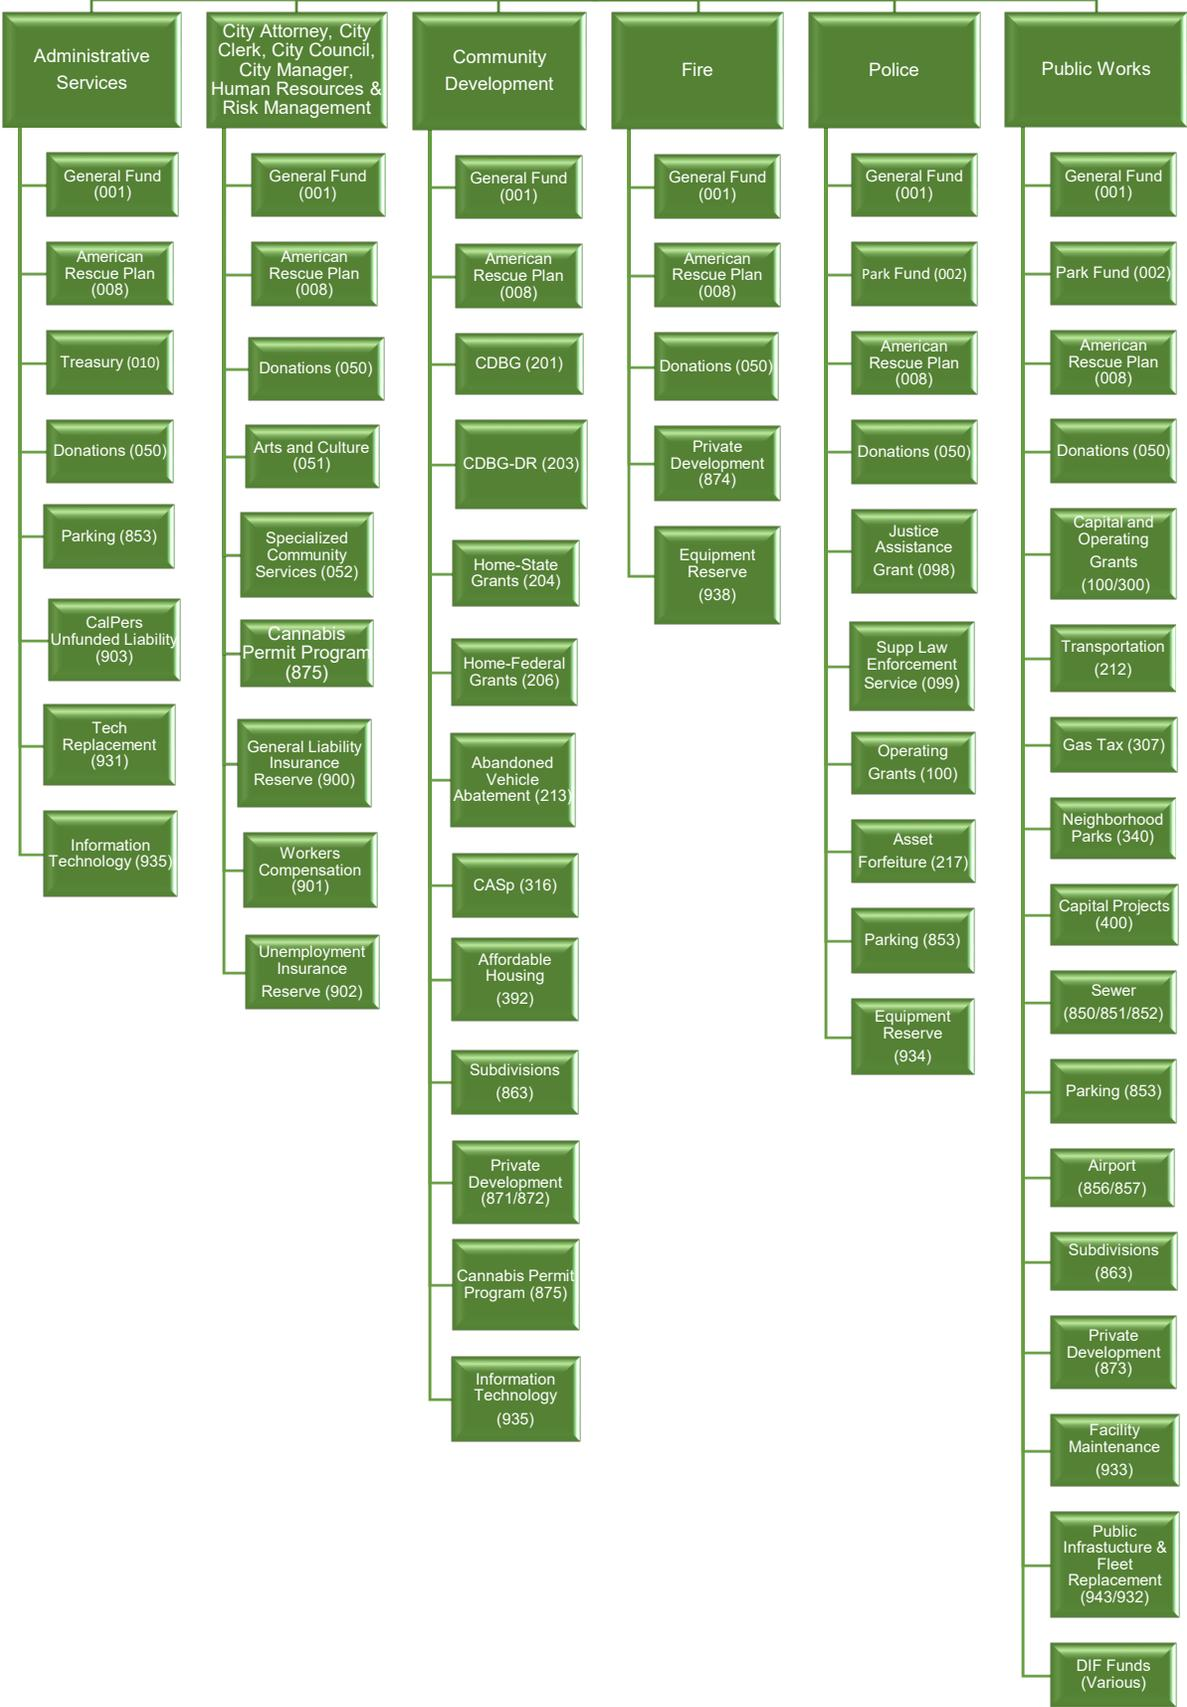 Administrative
Services
General Fund
(001)
American
Rescue Plan
(008)
Treasury (010)
Donations (050)
Parking (853)
CalPers
Unfunded Liability
(903)
Tech
Replacement
(931)
Information
Technology (935)
City Attorney, City
Clerk, City Council,
City Manager,
Human Resources &
Risk Management
General Fund
(001)
American
Rescue Plan
(008)
Donations (050)
Arts and Culture
(051)
Specialized
Community
Services (052)
Cannabis
Permit Program
(875)
General Liability
Insurance
Reserve (900)
Workers
Compensation
(901)
Unemployment
Insurance
Reserve (902)
Community
Development
General Fund
(001)
American
Rescue Plan
(008)
CDBG (201)
CDBG-DR (203)
Home-State
Grants (204)
Home-Federal
Grants (206)
Abandoned
Vehicle
Abatement (213)
CASp (316)
Affordable
Housing
(392)
Subdivisions
(863)
Private
Development
(871/872)
Cannabis Permit
Program (875)
Information
Technology
(935)
Fire
General Fund
(001)
American
Rescue Plan
(008)
Donations (050)
Private
Development
(874)
Equipment
Reserve
(938)
Police
General Fund
(001)
Park Fund (002)
American
Rescue Plan
(008)
Donations (050)
Justice
Assistance
Grant (098)
Supp Law
Enforcement
Service (099)
Operating
Grants (100)
Asset
Forfeiture (217)
Parking (853)
Equipment
Reserve
(934)
Public Works
General Fund
(001)
Park Fund (002)
American
Rescue Plan
(008)
Donations (050)
Capital and
Operating
Grants
(100/300)
Transportation
(212)
Gas Tax (307)
Neighborhood
Parks (340)
Capital Projects
(400)
Sewer
(850/851/852)
Parking (853)
Airport
(856/857)
Subdivisions
(863)
Private
Development
(873)
Facility
Maintenance
(933)
Public
Infrastucture &
Fleet
Replacement
(943/932)
DIF Funds
(Various)